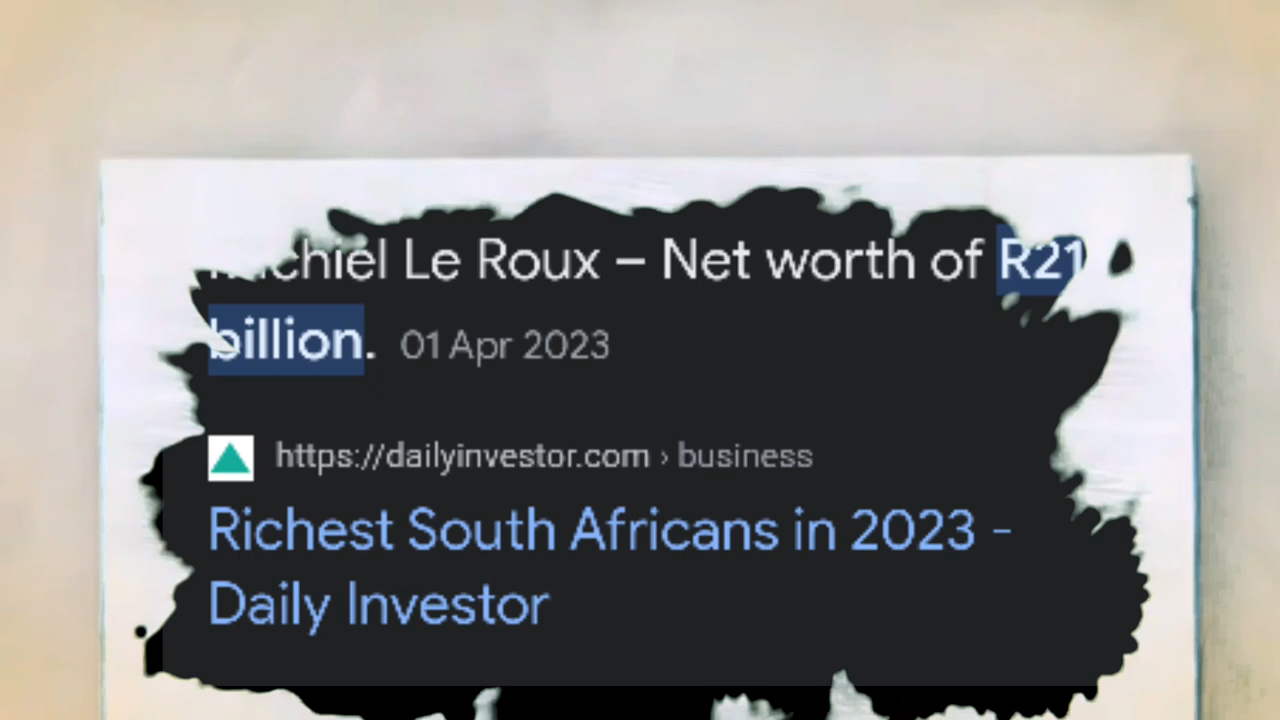 Le Roux – Net worth of R21
billion. 01 Apr 2023
https://dailyinvestor.com › business
Richest South Africans in 2023 -
Daily Investor